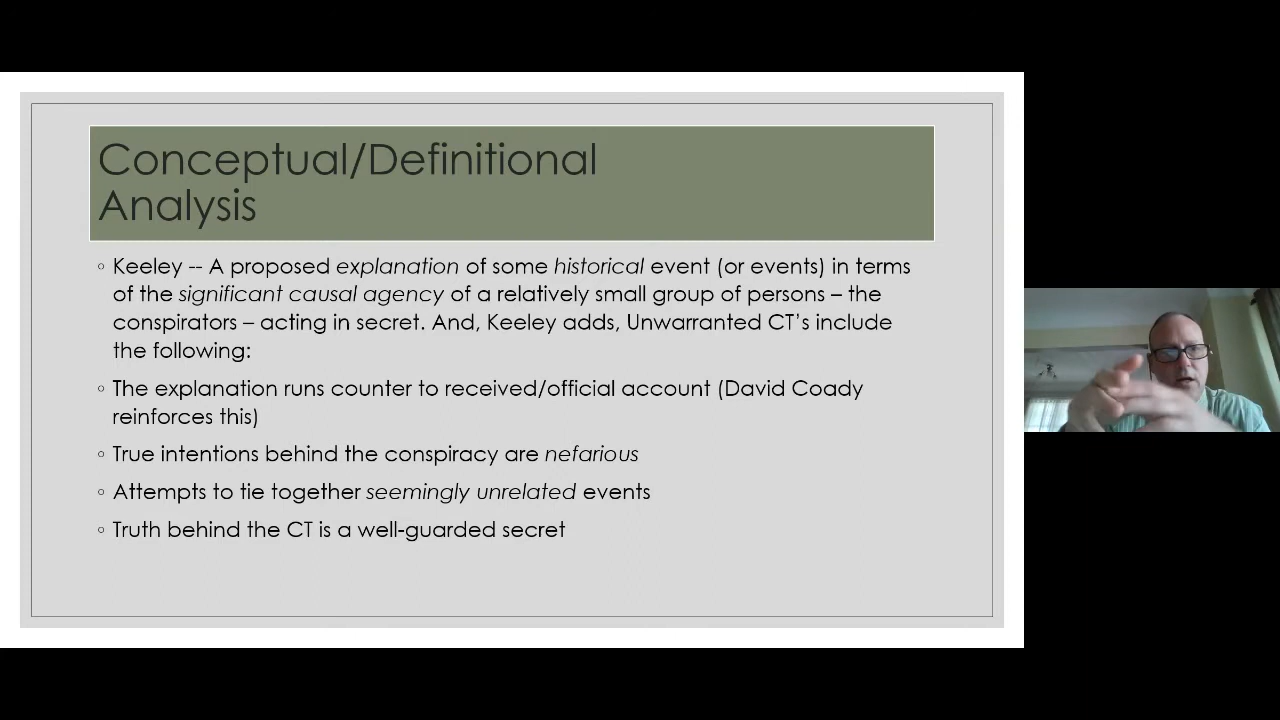 Conceptual/Definitional
Analysis
◦ Keeley -- A proposed explanation of some historical event (or events) in terms
of the significant causal agency of a relatively small group of persons – the
conspirators – acting in secret. And, Keeley adds, Unwarranted CT’s include
the following:
◦ The explanation runs counter to received/official account (David Coady
reinforces this)
◦ True intentions behind the conspiracy are nefarious
◦ Attempts to tie together seemingly unrelated events
◦ Truth behind the CT is a well-guarded secret